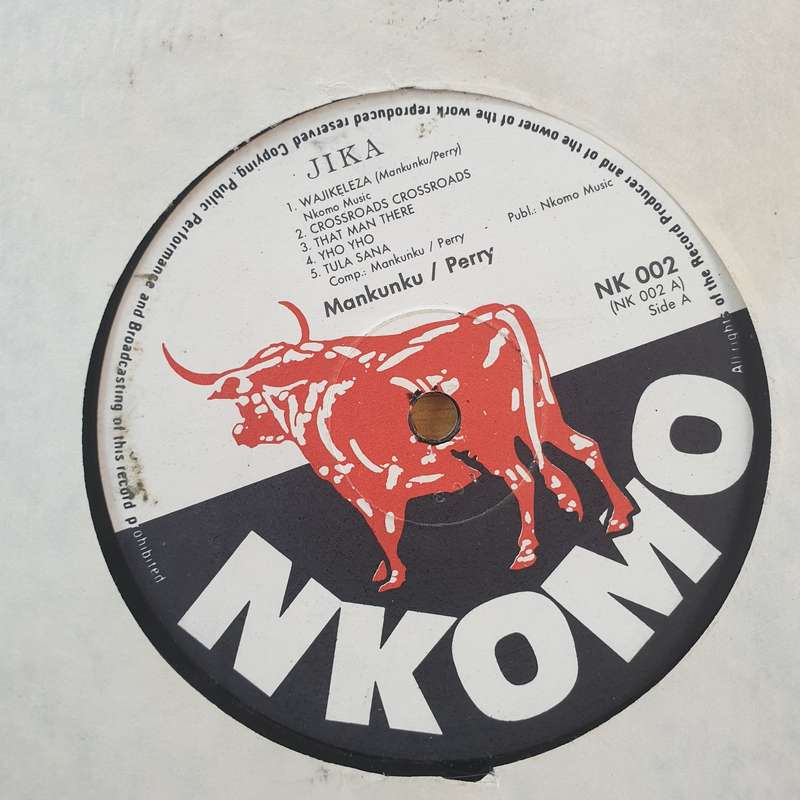 JIKA
1. WAJIKELEZA (Mankunku/Perry)
Nkomo Music
2. CROSSROADS CROSSROADS
3. THAT MAN THERE
4. YHO YHO
5. TULA SANA
Comp.: Mankunku / Perry
Publ.: Nkomo Music
Mankunku / Perry
NK 002
(NK 002 A)
Side A
NKOMO
All rights of the Record Producer and of the owner of the work reproduced reserved Copying, Public Performance and Broadcasting of this record prohibited